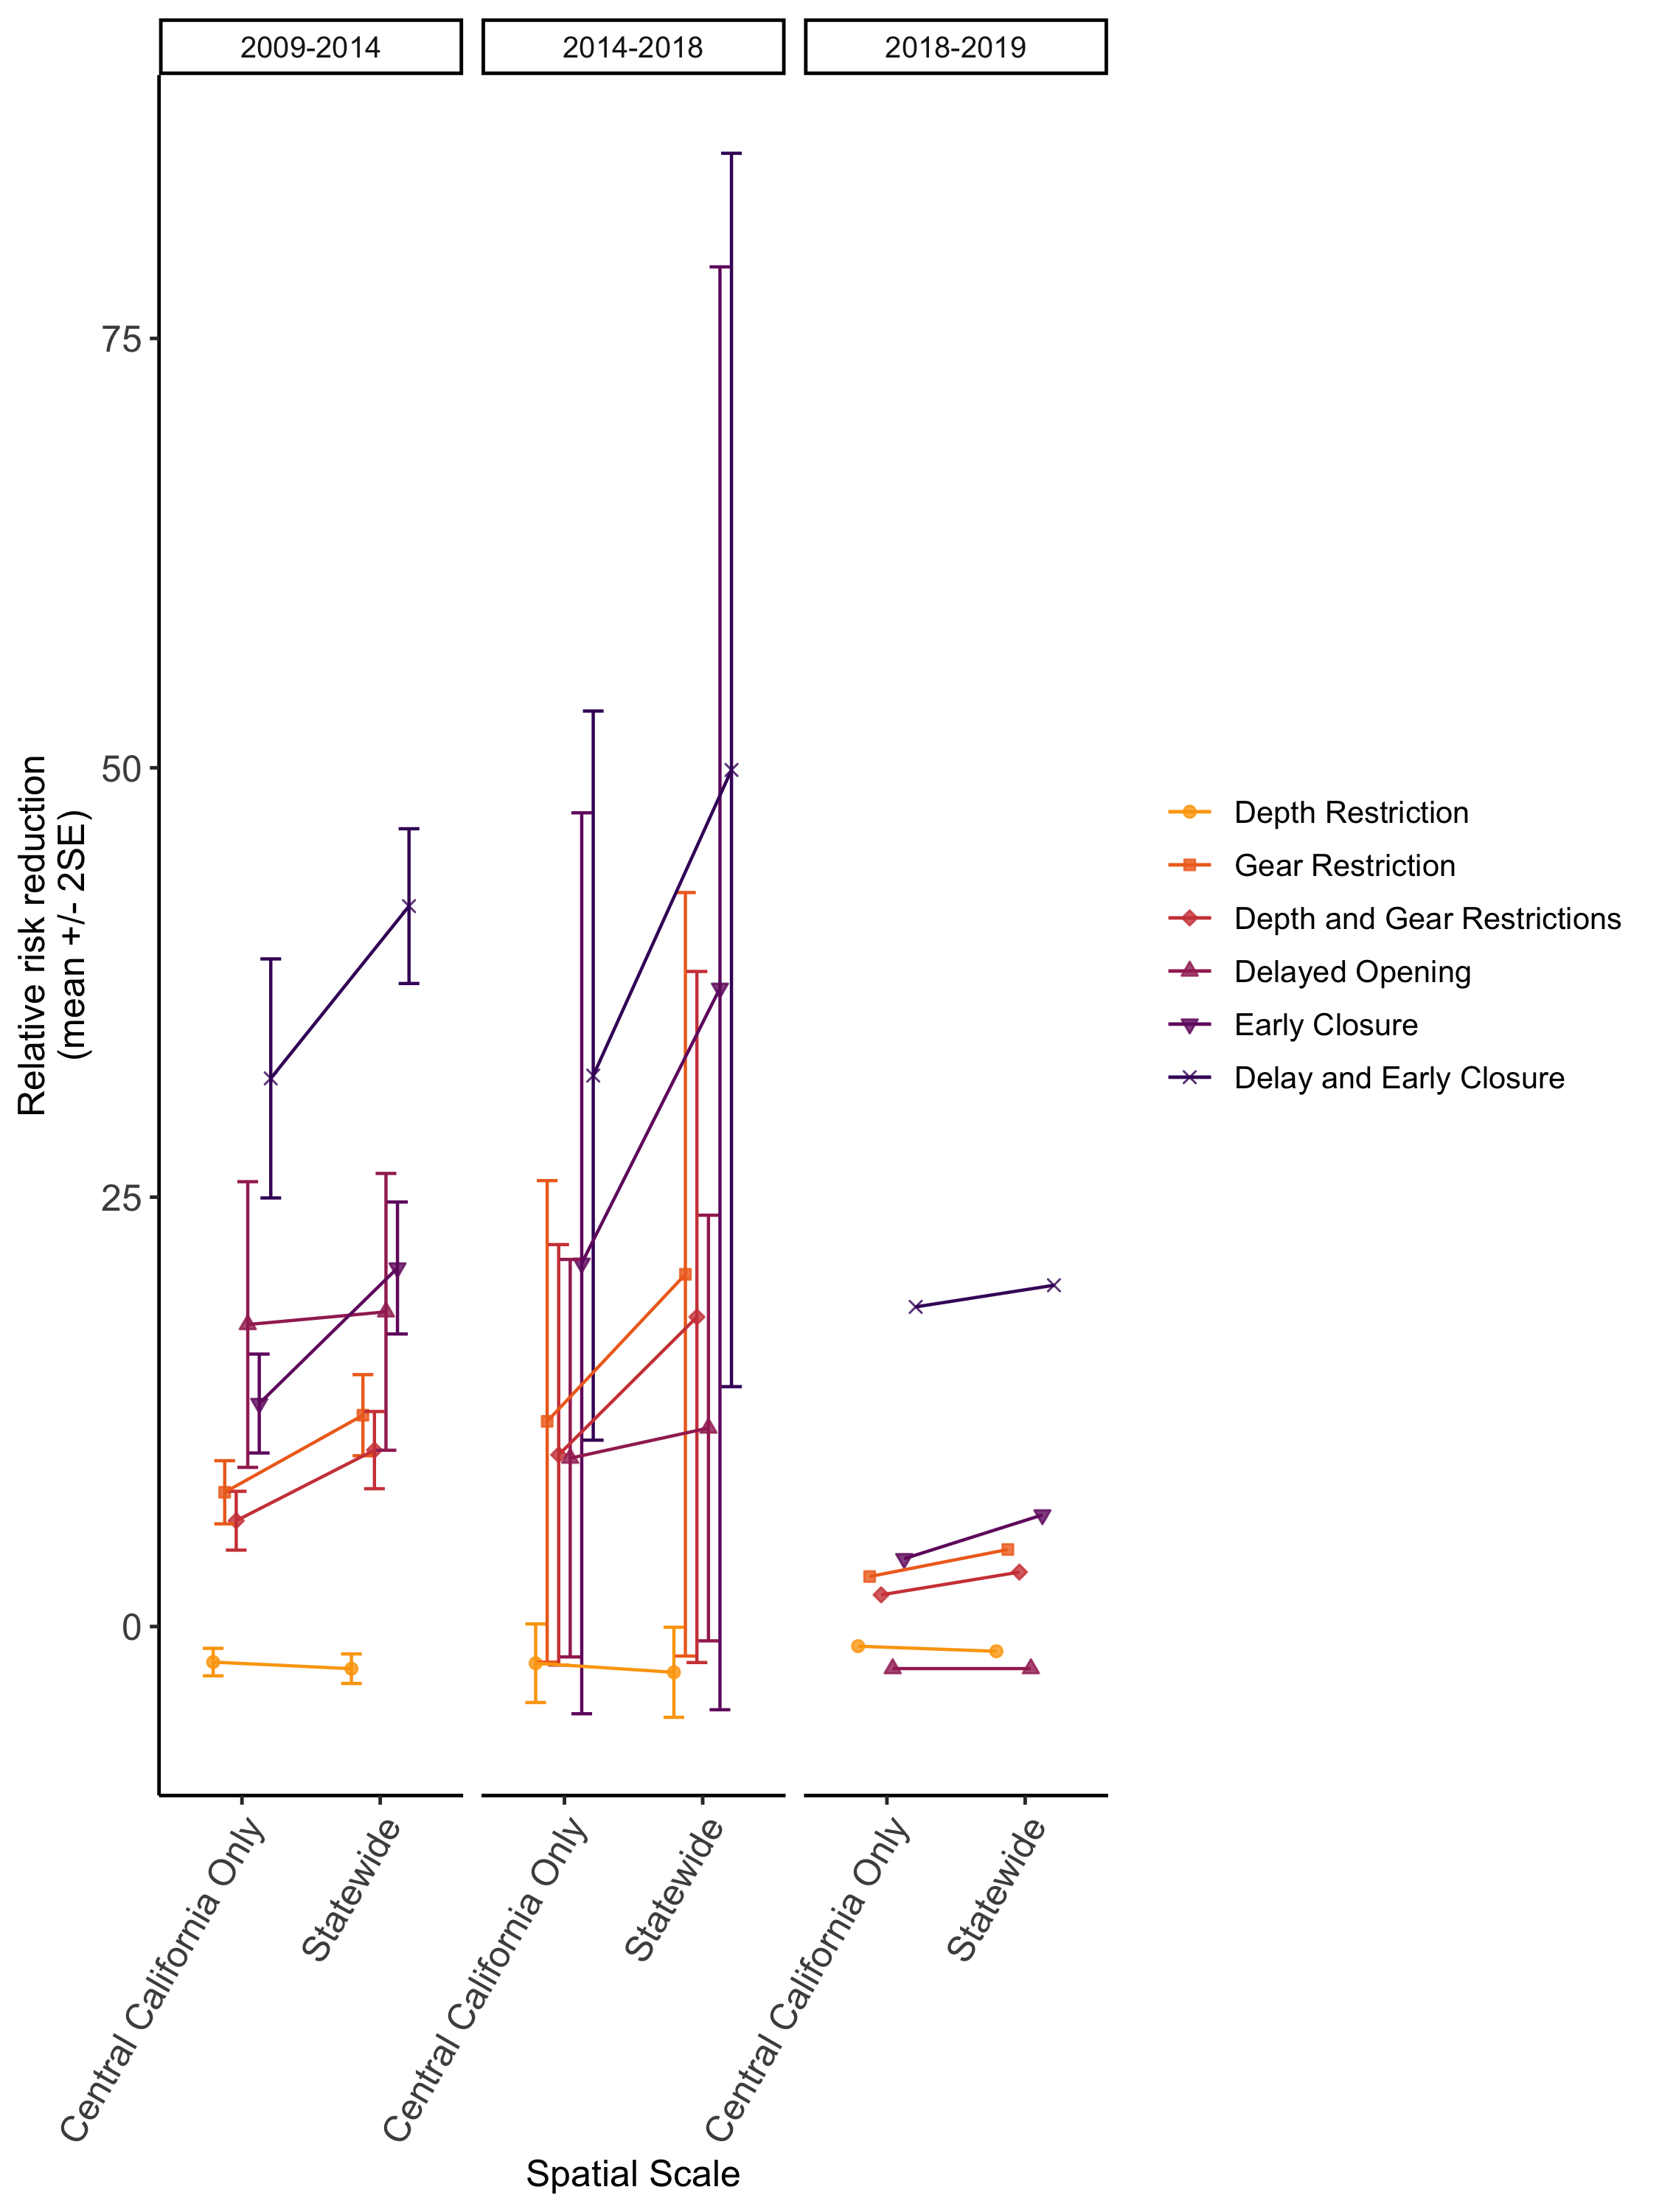 2009-2014
2014-2018
2018-2019
75
50
25
0
Relative risk reduction
(mean +/- 2SE)
Depth Restriction
Gear Restriction
Depth and Gear Restrictions
Delayed Opening
Early Closure
Delay and Early Closure
Central California Only
Statewide
Central California Only
Statewide
Central California Only
Statewide
Spatial Scale